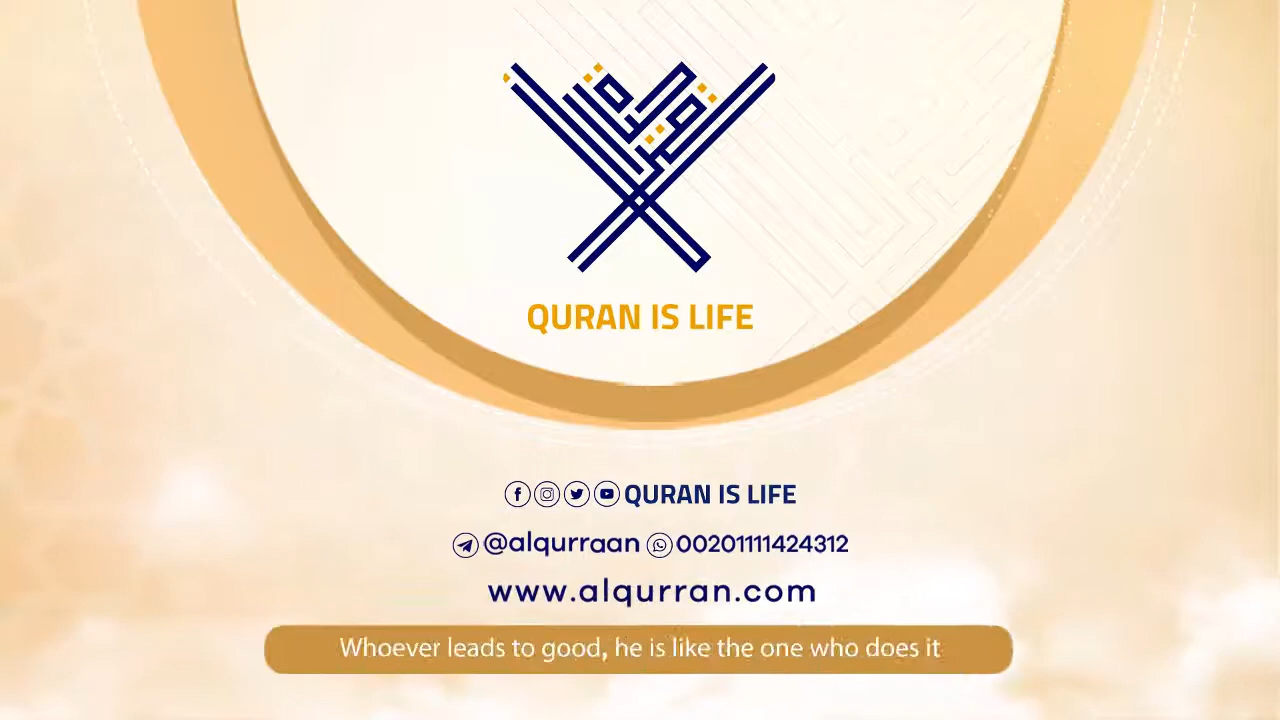 QURAN IS LIFE
QURAN IS LIFE
@alqurraan 00201111424312
www.alqurran.com
Whoever leads to good, he is like the one who does it